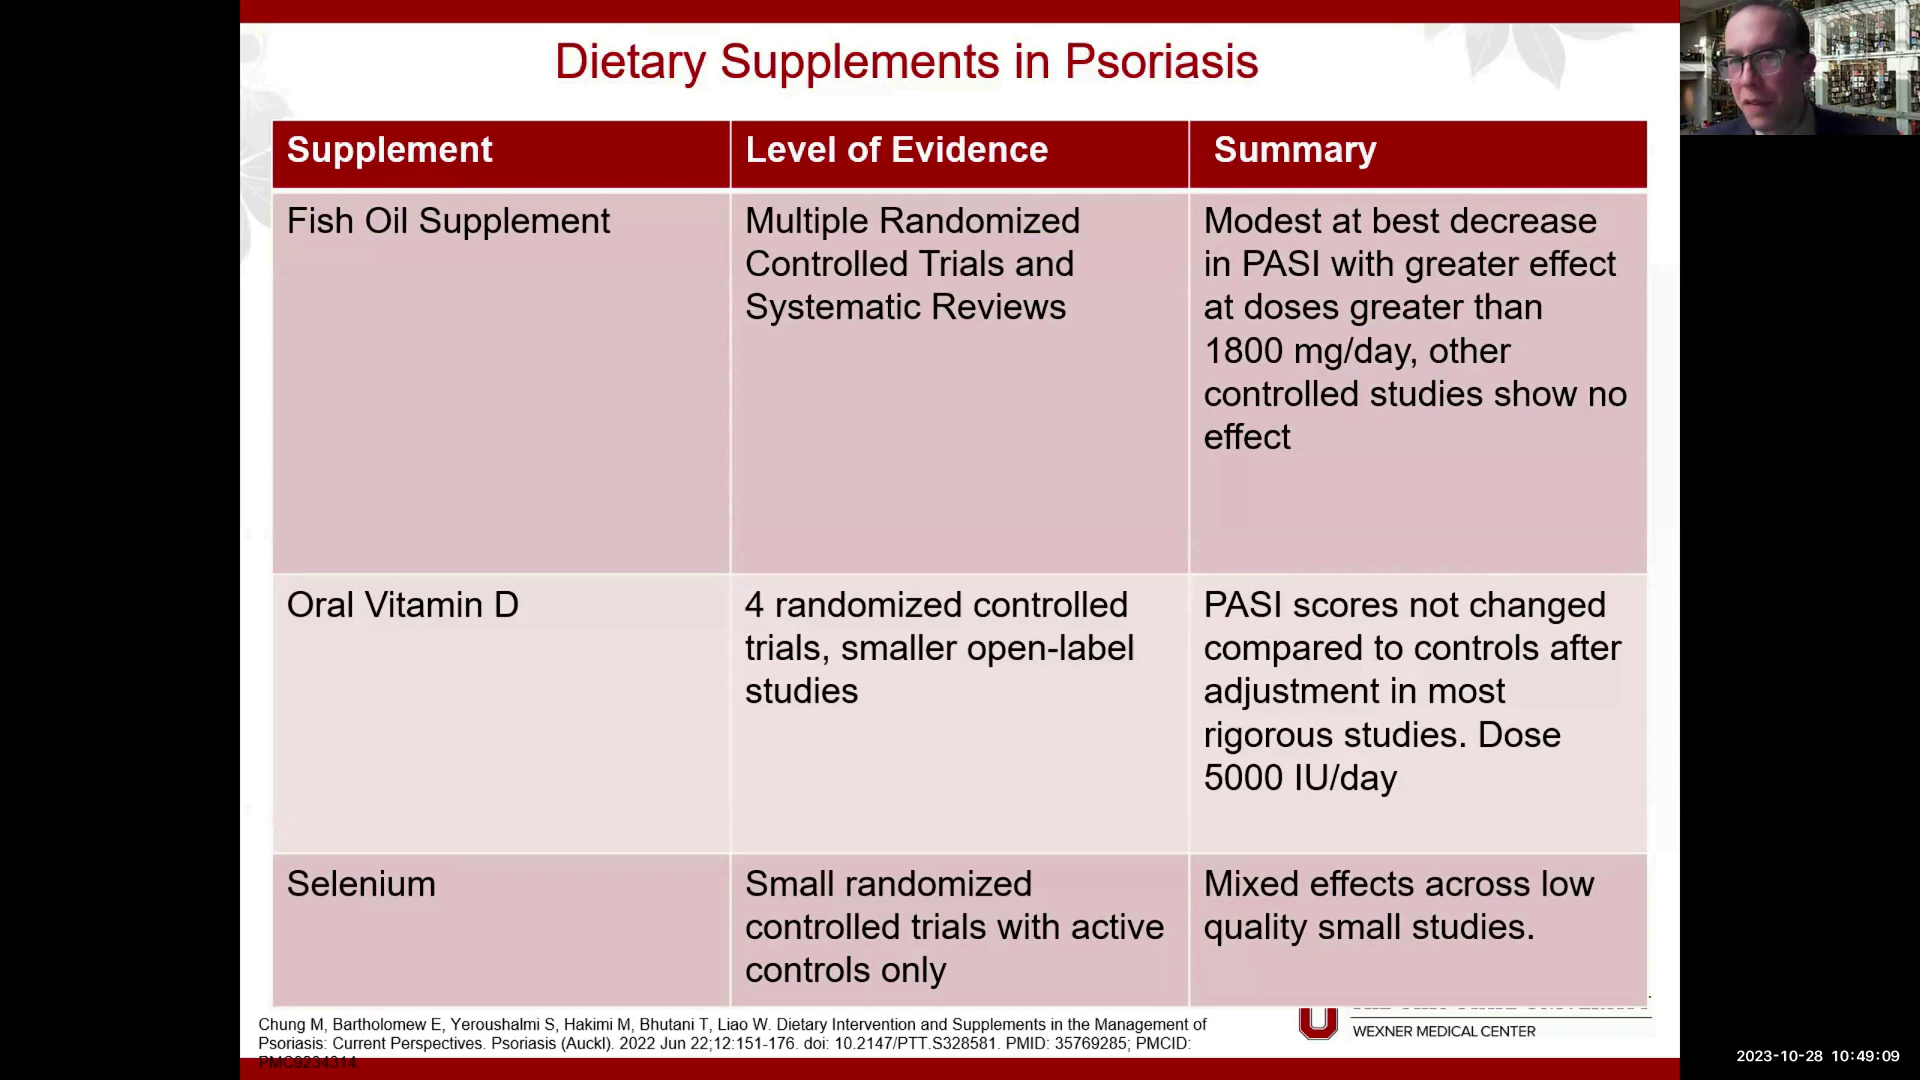 Dietary Supplements in Psoriasis
Supplement
Level of Evidence
Summary
Fish Oil Supplement
Multiple Randomized
Controlled Trials and
Systematic Reviews
Modest at best decrease
in PASI with greater effect
at doses greater than
1800 mg/day, other
controlled studies show no
effect
Oral Vitamin D
4 randomized controlled
trials, smaller open-label
studies
PASI scores not changed
compared to controls after
adjustment in most
rigorous studies. Dose
5000 IU/day
Selenium
Small randomized
controlled trials with active
controls only
Mixed effects across low
quality small studies.
Chung M, Bartholomew E, Yeroushalmi S, Hakimi M, Bhutani T, Liao W. Dietary Intervention and Supplements in the Management of
Psoriasis: Current Perspectives. Psoriasis (Auckl). 2022 Jun 22;12:151-176. doi: 10.2147/PTT.S328581. PMID: 35769285; PMCID:
PMC9234314.
WEXNER MEDICAL CENTER
2023-10-28 10:49:09